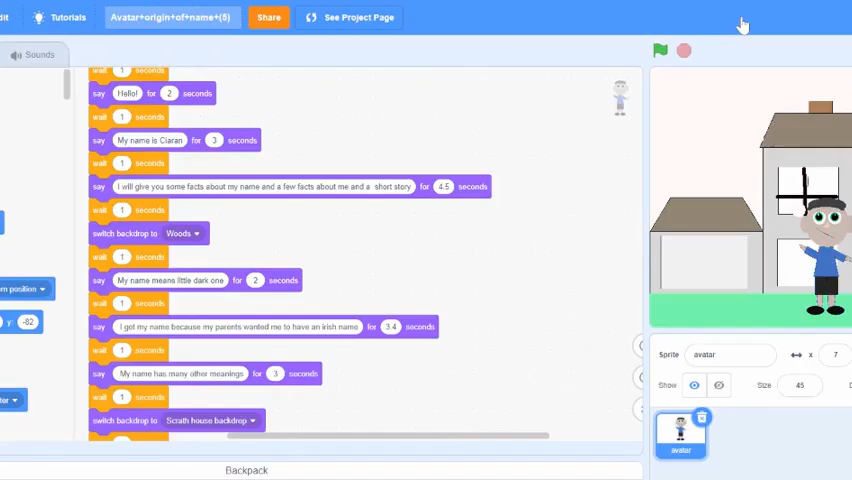 dit Tutorials Avatar+origin+of+name+(5) Share See Project Page
Sounds
wait 1 seconds
say Hello! for 2 seconds
wait 1 seconds
say My name is Ciaran for 3 seconds
wait 1 seconds
say I will give you some facts about my name and a few facts about me and a short story for 4.5 seconds
wait 1 seconds
switch backdrop to Woods
wait 1 seconds
say My name means little dark one for 2 seconds
wait 1 seconds
say I got my name because my parents wanted me to have an irish name for 3.4 seconds
wait 1 seconds
say My name has many other meanings for 3 seconds
wait 1 seconds
switch backdrop to Scrath house backdrop
om position
y: -82
ter
Sprite avatar x 7
Show Size 45
avatar
Backpack